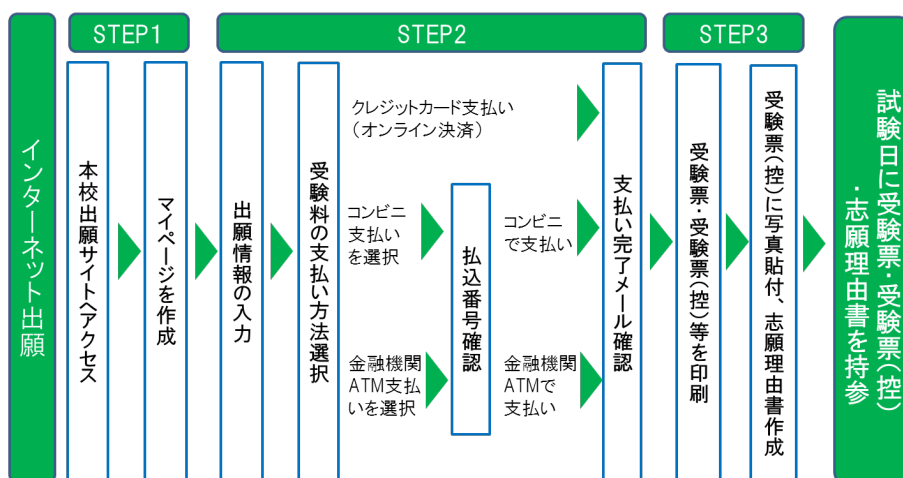 STEP1
STEP2
STEP3
インターネット出願
本校出願サイトへアクセス
マイページを作成
出願情報の入力
受験料の支払い方法選択
クレジットカード支払い
（オンライン決済）
コンビニ
支払い
を選択
金融機関
ATM支払
いを選択
払込番号確認
コンビニ
で支払い
金融機関
ATMで
支払い
支払い完了メール確認
受験票・受験票(控)等を印刷
受験票(控)に写真貼付、志願理由書作成
試験日に受験票・受験票(控)
・志願理由書を持参